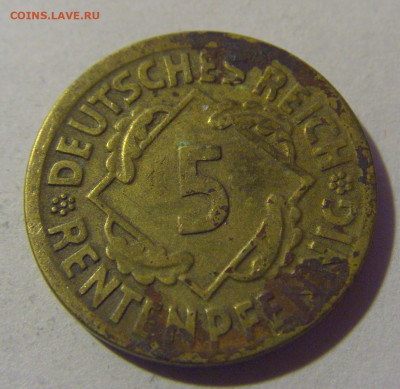 COINS.LAVE.RU
DEUTSCHES REICH
5
RENTENPFENNIG